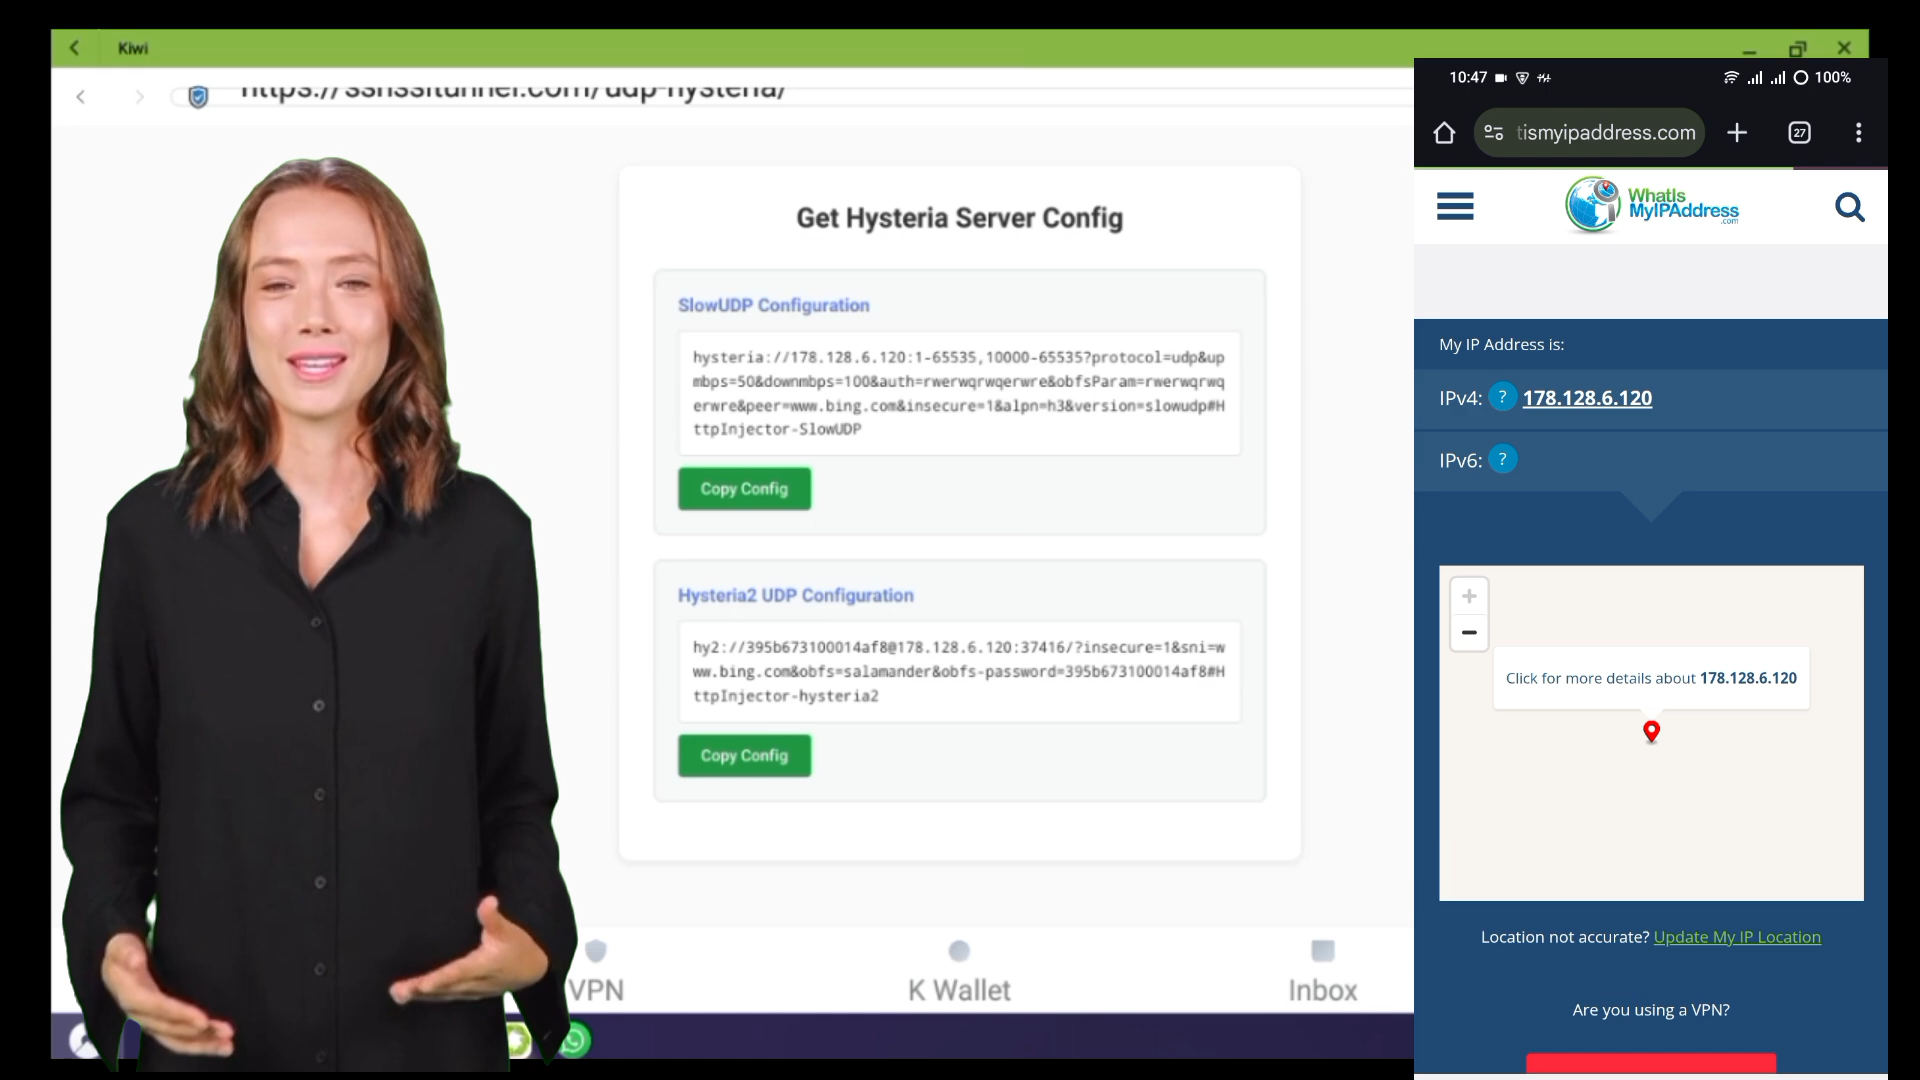 Kiwi
Get Hysteria Server Config
SlowUDP Configuration
hysteria://178.128.6.120:1-65535,10000-65535?protocol=udp&up
mbps=50&downmbps=100&auth=rwerwqrwqerwre&obfsParam=rwerwqrwq
erwre&peer=www.bing.com&insecure=1&alpn=h3&version=slowudp#H
ttpInjector-SlowUDP
Copy Config
Hysteria2 UDP Configuration
hy2://395b673100014af8@178.128.6.120:37416/?insecure=1&sni=w
ww.bing.com&obfs=salamander&obfs-password=395b673100014af8#H
ttpInjector-hysteria2
Copy Config
VPN
K Wallet
Inbox
10:47
100%
tismyipaddress.com
27
WhatIs
MyIPAddress
.com
My IP Address is:
IPv4: ? 178.128.6.120
IPv6: ?
+
−
Click for more details about 178.128.6.120
Location not accurate? Update My IP Location
Are you using a VPN?